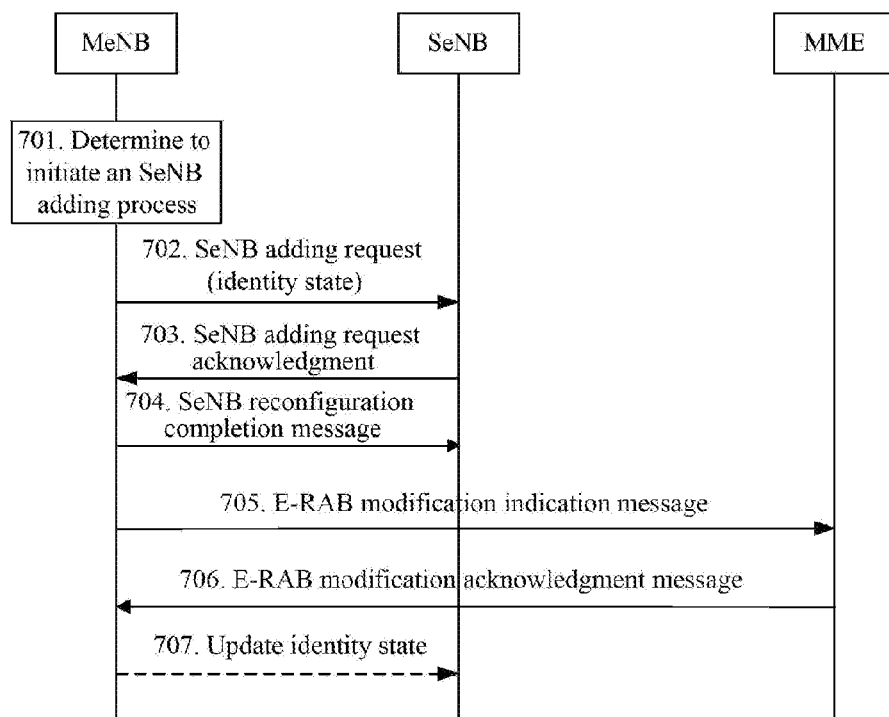 MeNB
SeNB
MME
701. Determine to
initiate an SeNB
adding process
702. SeNB adding request
(identity state)
703. SeNB adding request
acknowledgment
704. SeNB reconfiguration
completion message
705. E-RAB modification indication message
706. E-RAB modification acknowledgment message
707. Update identity state